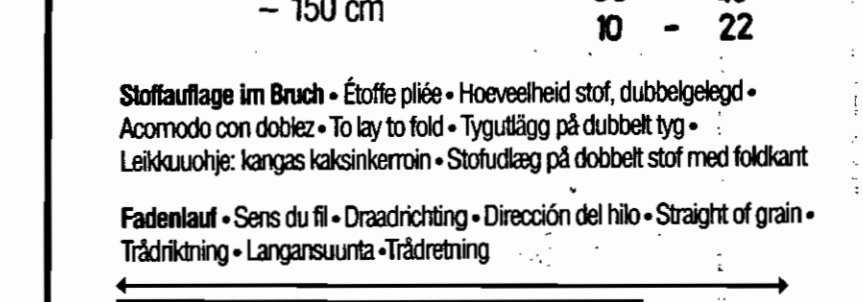 ~ 150 cm
10 - 22
Stoffauflage im Bruch • Étoffe pliée • Hoeveelheid stof, dubbelgelegd •
Acomodo con doblez • To lay to fold • Tygutlägg på dubbelt tyg •
Leikkuuohje: kangas kaksinkerroin • Stofudlæg på dobbelt stof med foldkant
Fadenlauf • Sens du fil • Draadrichting • Dirección del hilo • Straight of grain •
Trådriktning • Langansuunta • Trådretning